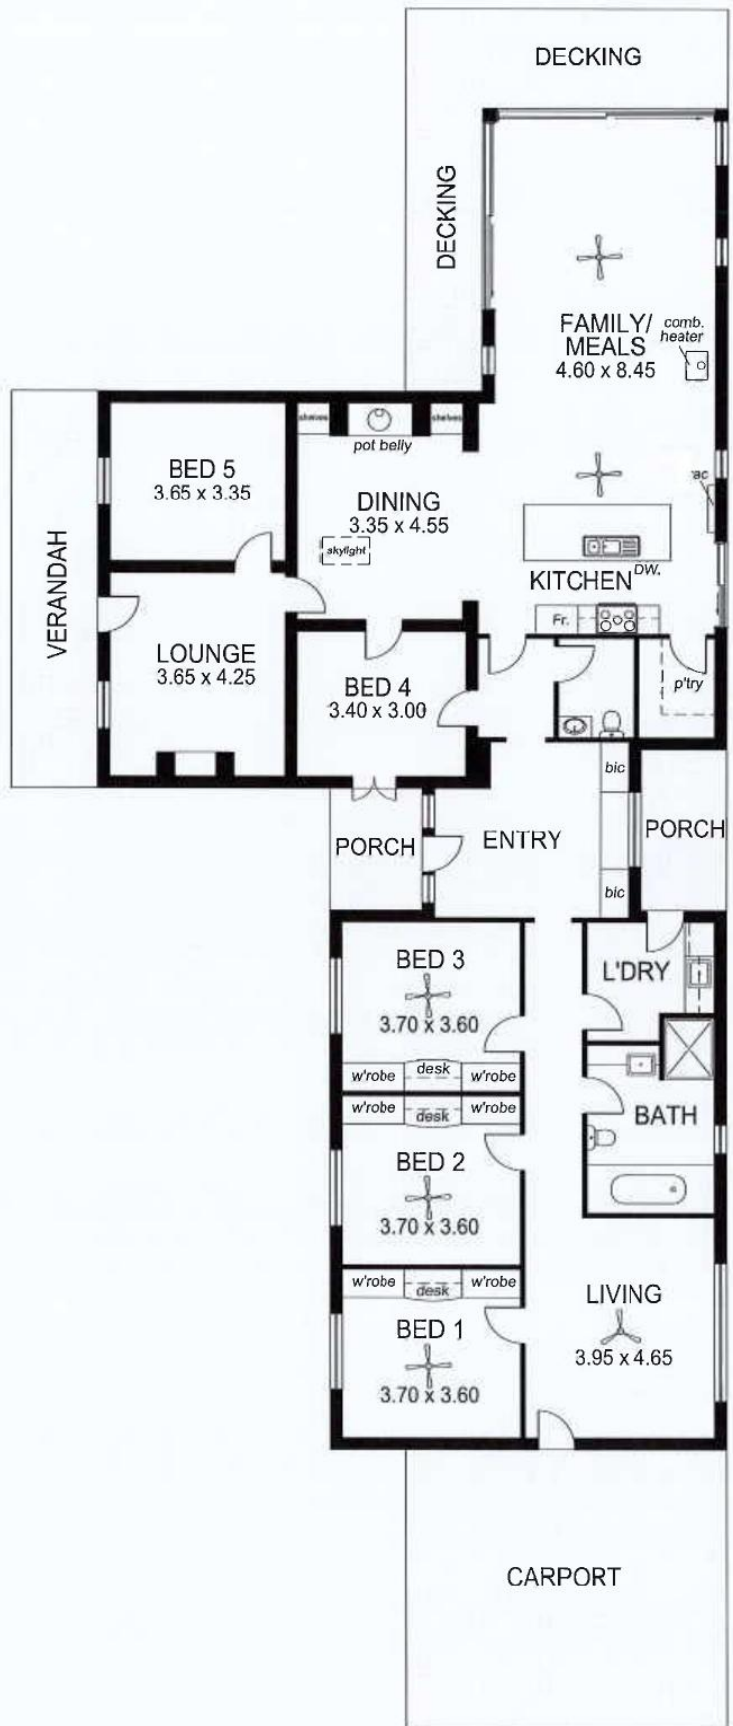 DECKING
DECKING
FAMILY/
MEALS
4.60 x 8.45
comb.
heater
shelves
shelves
pot belly
BED 5
3.65 x 3.35
DINING
3.35 x 4.55
skylight
ac
KITCHEN
DW.
Fr.
VERANDAH
LOUNGE
3.65 x 4.25
BED 4
3.40 x 3.00
p'try
bic
PORCH
ENTRY
PORCH
bic
BED 3
3.70 x 3.60
L'DRY
w'robe
desk
w'robe
w'robe
desk
w'robe
BATH
BED 2
3.70 x 3.60
w'robe
desk
w'robe
LIVING
3.95 x 4.65
BED 1
3.70 x 3.60
CARPORT